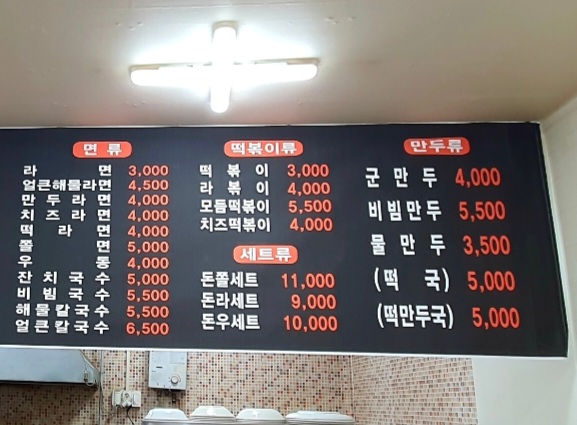 면 류
라 면 3,000
얼큰해물라면 4,500
만 두 라 면 4,000
치 즈 라 면 4,000
떡 라 면 4,000
쫄 면 5,000
우 동 4,000
잔 치 국 수 5,000
비 빔 국 수 5,500
해 물 칼 국 수 5,500
얼 큰 칼 국 수 6,500
떡볶이류
떡 볶 이 3,000
라 볶 이 4,000
모듬떡볶이 5,500
치즈떡볶이 4,000
세트류
돈쫄세트 11,000
돈라세트 9,000
돈우세트 10,000
만두류
군 만 두 4,000
비 빔 만 두 5,500
물 만 두 3,500
(떡 국) 5,000
(떡만두국) 5,000